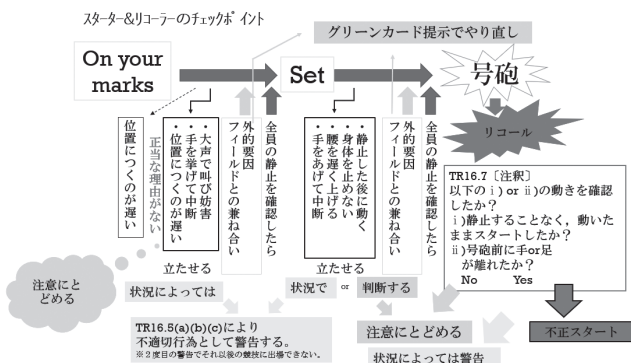 スターター&リコーラーのチェックポイント
グリーンカード提示でやり直し
On your
marks
Set
号砲
リコール
位置につくのが遅い
正当な理由がない
・大声で叫び妨害
・手を挙げて中断
・位置につくのが遅い
外的要因
フィールドとの兼ね合い
全員の静止を確認したら
・静止した後に動く
・身体を止めない
・腰を遅く上げる
・手をあげて中断
外的要因
フィールドとの兼ね合い
全員の静止を確認したら
TR16.7［注釈］
以下のⅰ) or ⅱ)の動きを確認
したか？
ⅰ)静止することなく，動いた
ままスタートしたか？
ⅱ)号砲前に手or足
が離れたか？
No Yes
注意にと
どめる
立たせる
状況によっては
立たせる
状況で or 判断する
TR16.5(a)(b)(c)により
不適切行為として警告する。
※２度目の警告でそれ以後の競技に出場できない。
注意にとどめる
状況によっては警告
不正スタート